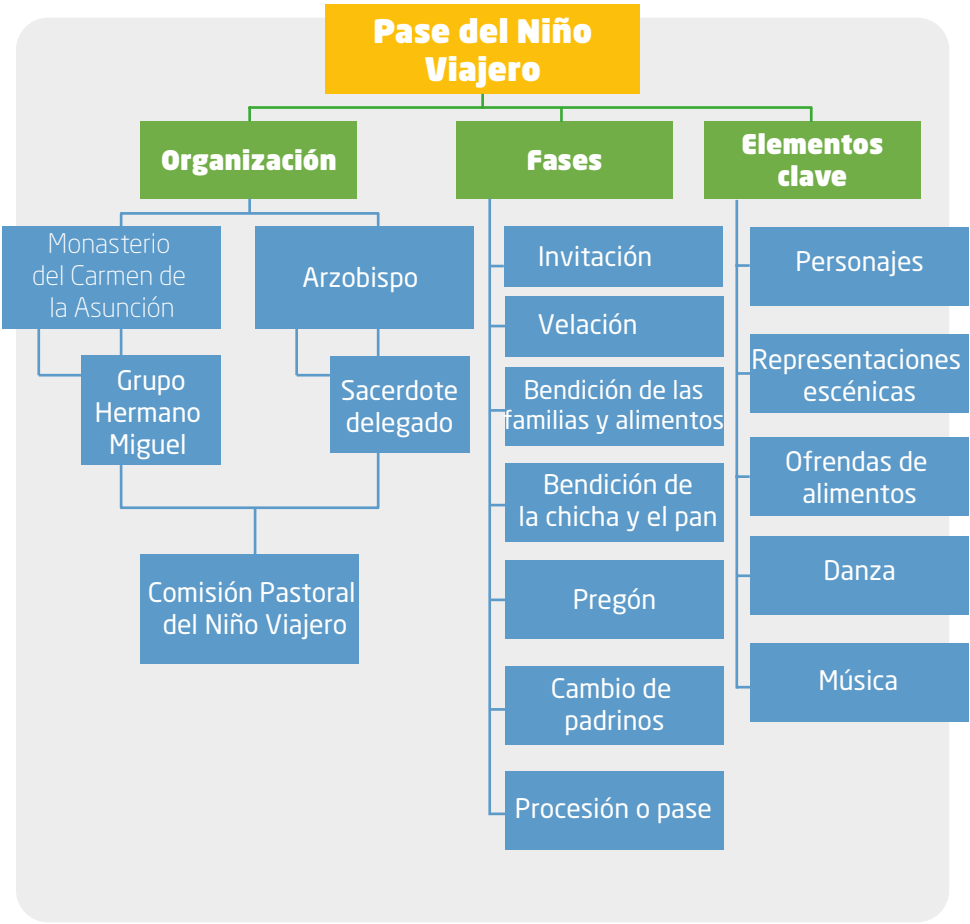 Pase del Niño
Viajero
Organización
Monasterio
del Carmen de
la Asunción
Arzobispo
Grupo
Hermano
Miguel
Sacerdote
delegado
Comisión Pastoral
del Niño Viajero
Fases
Invitación
Velación
Bendición de las
familias y alimentos
Bendición de
la chicha y el pan
Pregón
Cambio de
padrinos
Procesión o pase
Elementos
clave
Personajes
Representaciones
escénicas
Ofrendas de
alimentos
Danza
Música